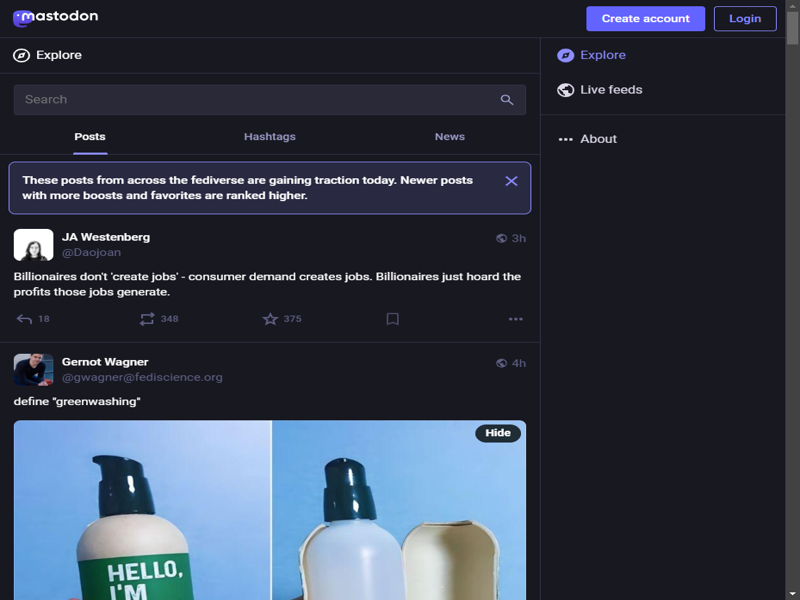 mastodon
Create account
Login
Explore
Search
Posts
Hashtags
News
These posts from across the fediverse are gaining traction today. Newer posts
with more boosts and favorites are ranked higher.
JA Westenberg
3h
@Daojoan
Billionaires don't 'create jobs' - consumer demand creates jobs. Billionaires just hoard the
profits those jobs generate.
18
348
375
Gernot Wagner
4h
@gwagner@fediscience.org
define "greenwashing"
Hide
HELLO,
I'M
Explore
Live feeds
About